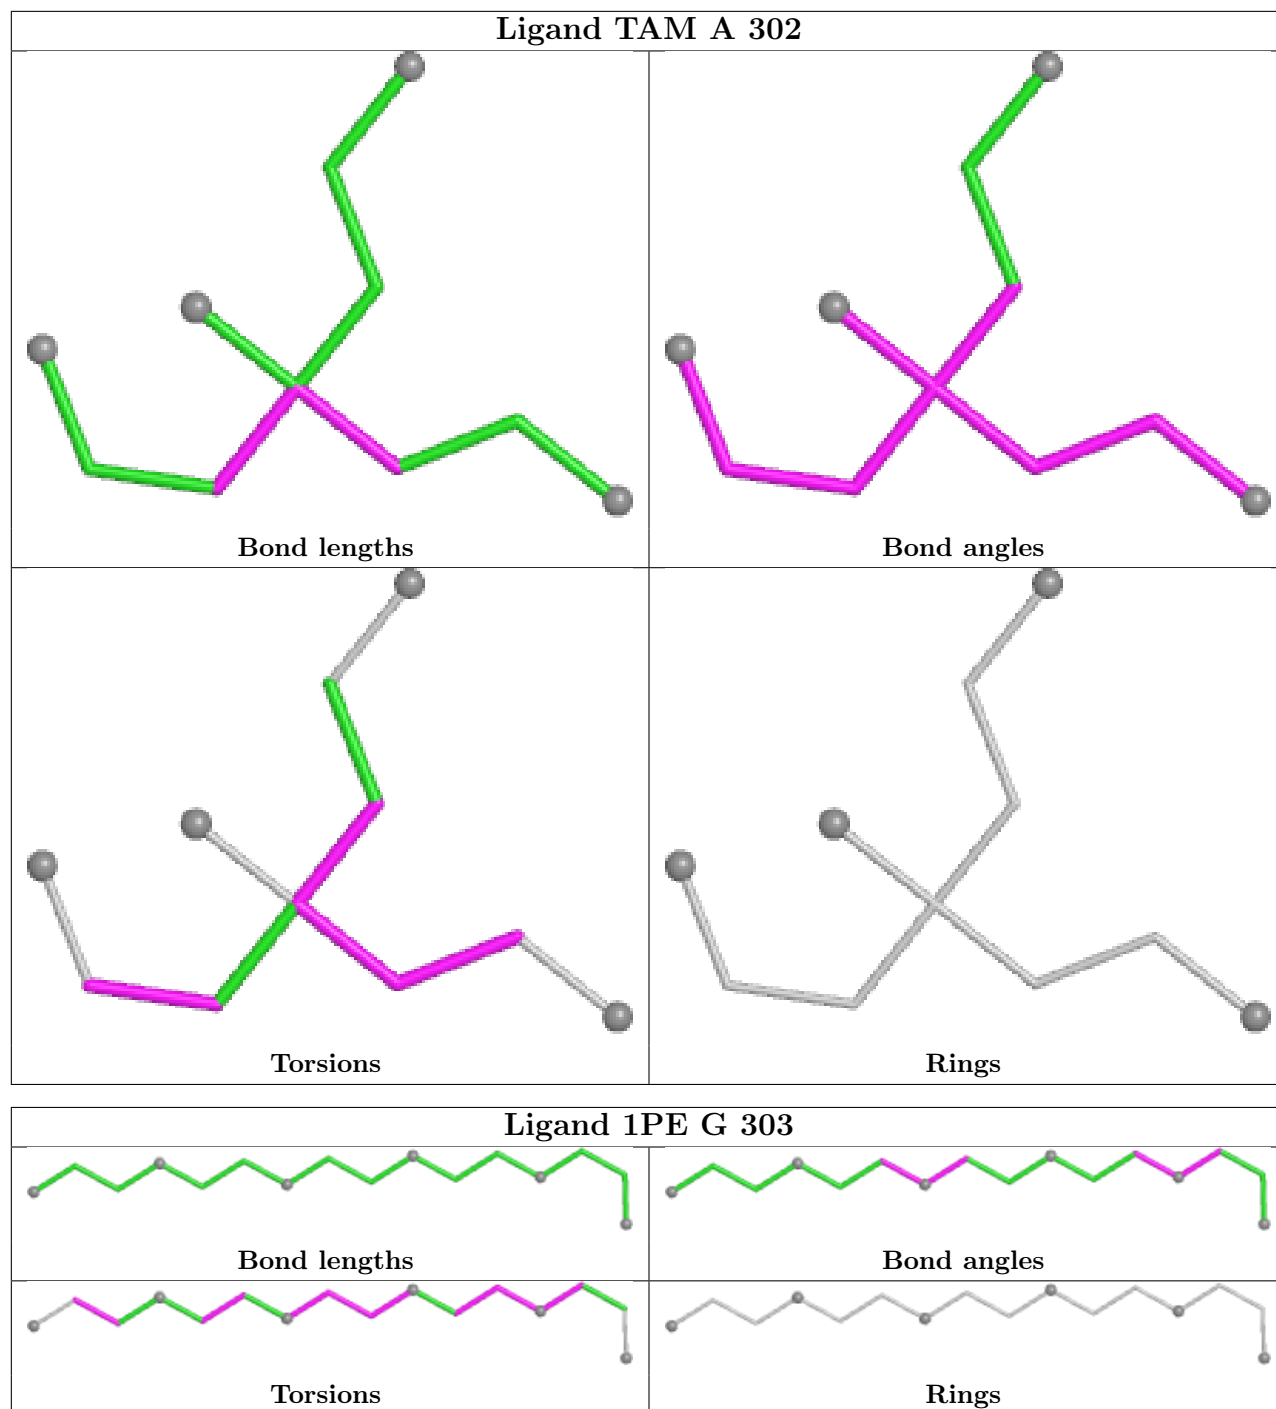 Ligand TAM A 302
Bond lengths
Bond angles
Torsions
Rings
Ligand 1PE G 303
Bond lengths
Bond angles
Torsions
Rings